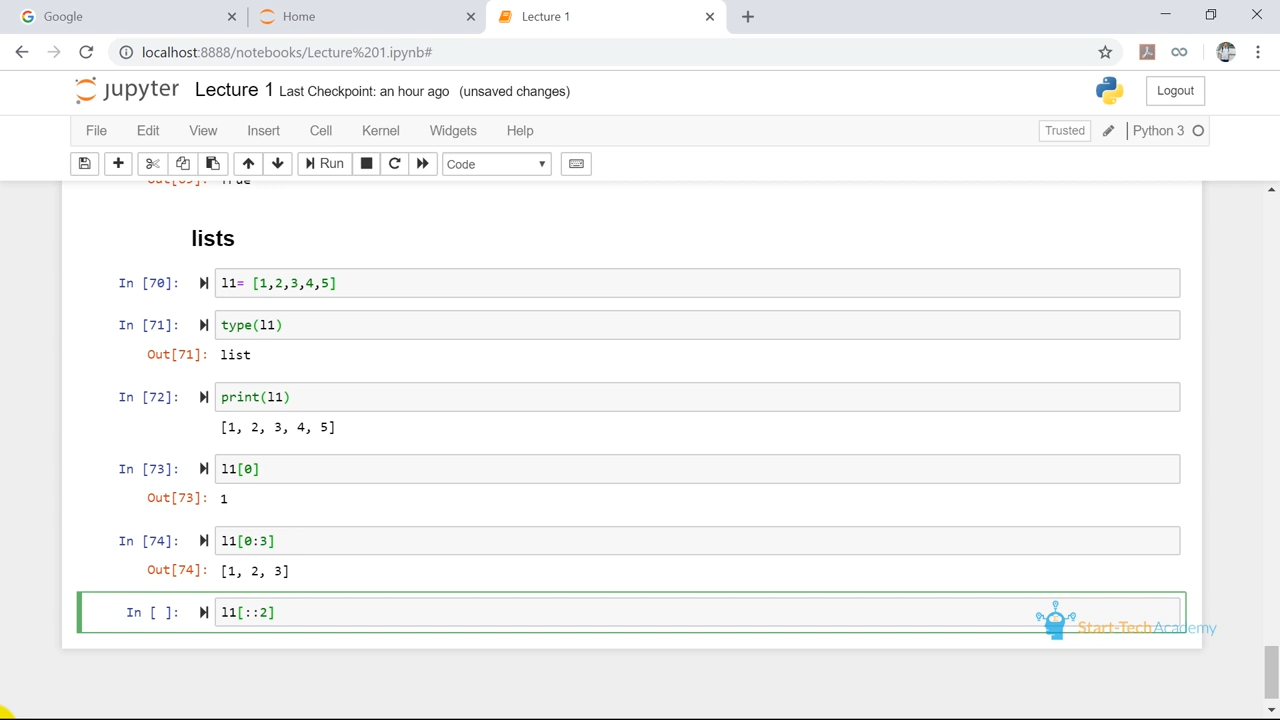 Google
Home
Lecture 1
localhost:8888/notebooks/Lecture%201.ipynb#
jupyter Lecture 1 Last Checkpoint: an hour ago (unsaved changes)
Logout
File Edit View Insert Cell Kernel Widgets Help
Trusted Python 3
Run Code
Out[69]: True
lists
In [70]: l1= [1,2,3,4,5]
In [71]: type(l1)
Out[71]: list
In [72]: print(l1)
[1, 2, 3, 4, 5]
In [73]: l1[0]
Out[73]: 1
In [74]: l1[0:3]
Out[74]: [1, 2, 3]
In [ ]: l1[::2]
Start-TechAcademy